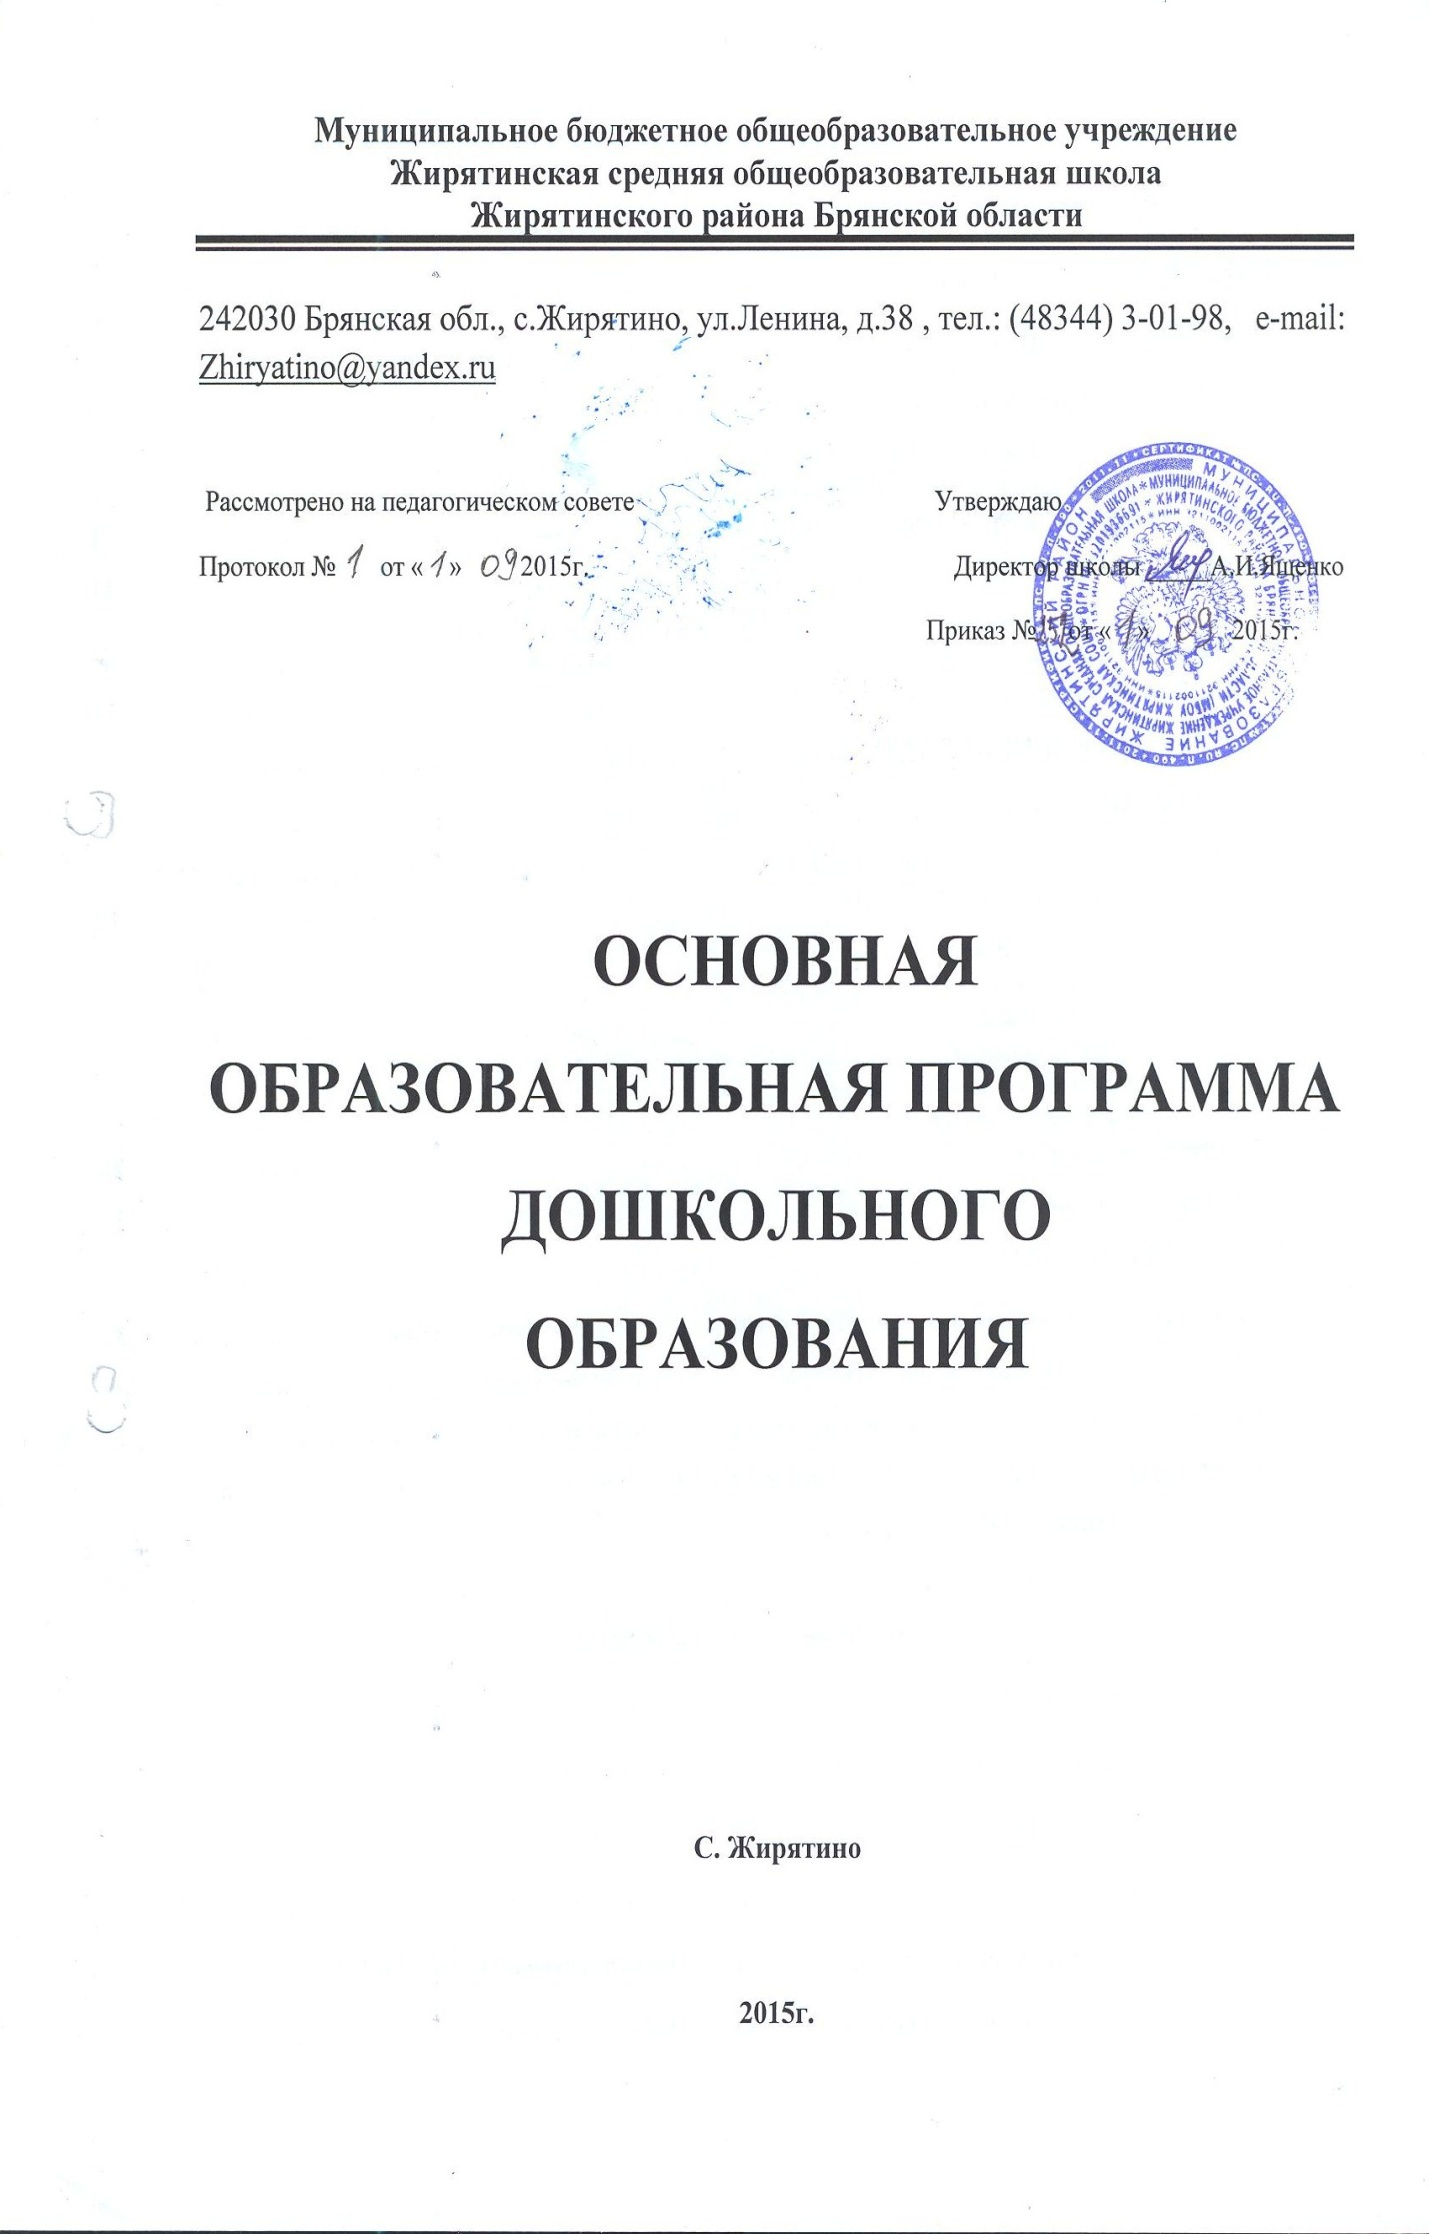 Муниципальное бюджетное общеобразовательное учреждение
Жирятинская средняя общеобразовательная школа
Жирятинского района Брянской области
242030 Брянская обл., с.Жирятино, ул.Ленина, д.38 , тел.: (48344) 3-01-98, e-mail:
Zhiryatino@yandex.ru
Рассмотрено на педагогическом совете Утверждаю
Протокол № 1 от « 1 » 09 2015г. Директор школы А.И.Ященко
Приказ № от « 1 » 09 2015г.
ОСНОВНАЯ
ОБРАЗОВАТЕЛЬНАЯ ПРОГРАММА
ДОШКОЛЬНОГО
ОБРАЗОВАНИЯ
С. Жирятино
2015г.